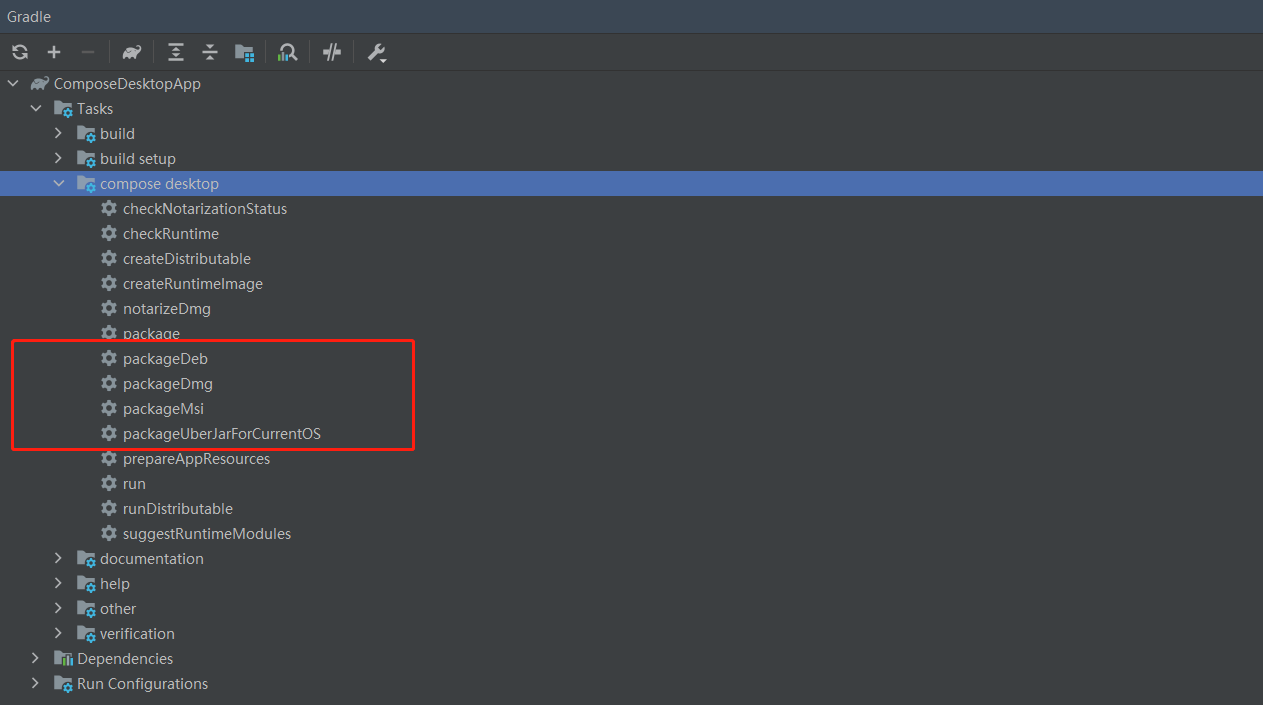 Gradle
ComposeDesktopApp
Tasks
build
build setup
compose desktop
checkNotarizationStatus
checkRuntime
createDistributable
createRuntimeImage
notarizeDmg
package
packageDeb
packageDmg
packageMsi
packageUberJarForCurrentOS
prepareAppResources
run
runDistributable
suggestRuntimeModules
documentation
help
other
verification
Dependencies
Run Configurations